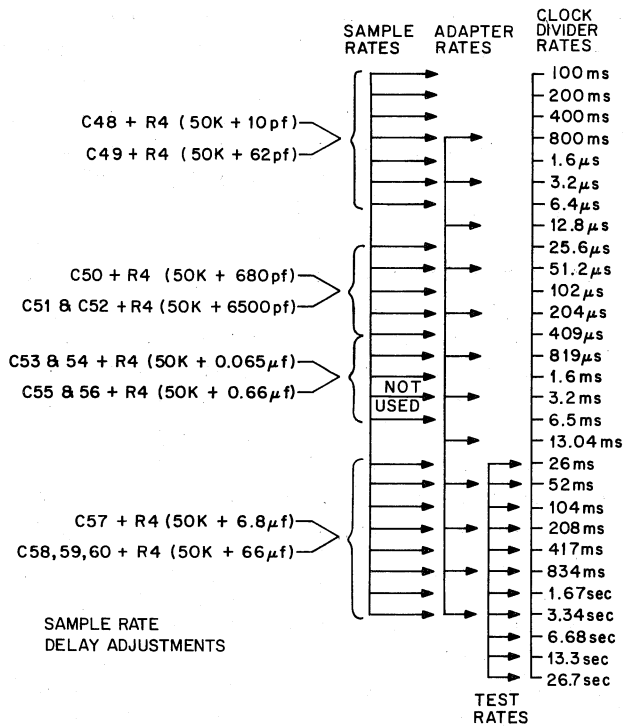 SAMPLE RATES
ADAPTER RATES
CLOCK DIVIDER RATES
C48 + R4 (50K + 10pf)
C49 + R4 (50K + 62pf)
C50 + R4 (50K + 680pf)
C51 & C52 + R4 (50K + 6500pf)
C53 & 54 + R4 (50K + 0.065µf)
C55 & 56 + R4 (50K + 0.66µf)
NOT USED
C57 + R4 (50K + 6.8µf)
C58,59,60 + R4 (50K + 66µf)
100ms
200ms
400ms
800ms
1.6µs
3.2µs
6.4µs
12.8µs
25.6µs
51.2µs
102µs
204µs
409µs
819µs
1.6ms
3.2ms
6.5ms
13.04ms
26ms
52ms
104ms
208ms
417ms
834ms
1.67sec
3.34sec
6.68sec
13.3sec
26.7sec
SAMPLE RATE
DELAY ADJUSTMENTS
TEST RATES